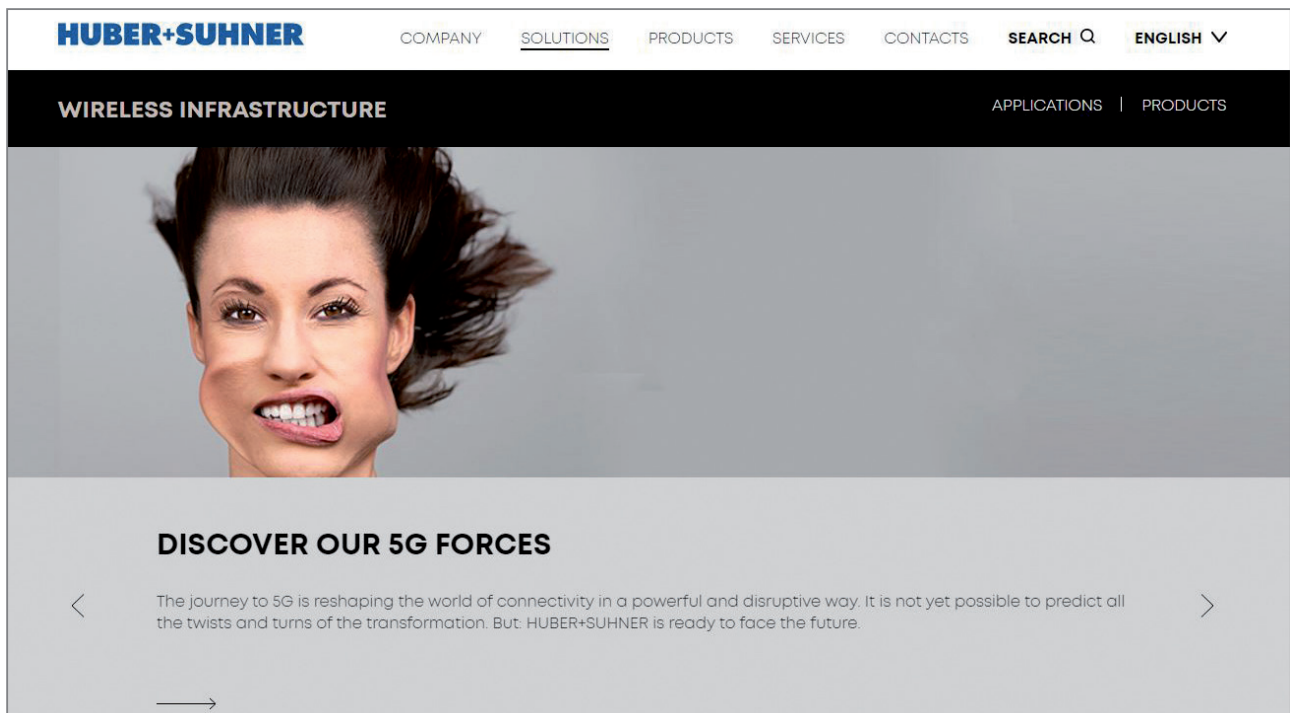 HUBER+SUHNER
COMPANY SOLUTIONS PRODUCTS SERVICES CONTACTS SEARCH ENGLISH
WIRELESS INFRASTRUCTURE
APPLICATIONS | PRODUCTS
DISCOVER OUR 5G FORCES
The journey to 5G is reshaping the world of connectivity in a powerful and disruptive way. It is not yet possible to predict all
the twists and turns of the transformation. But: HUBER+SUHNER is ready to face the future.